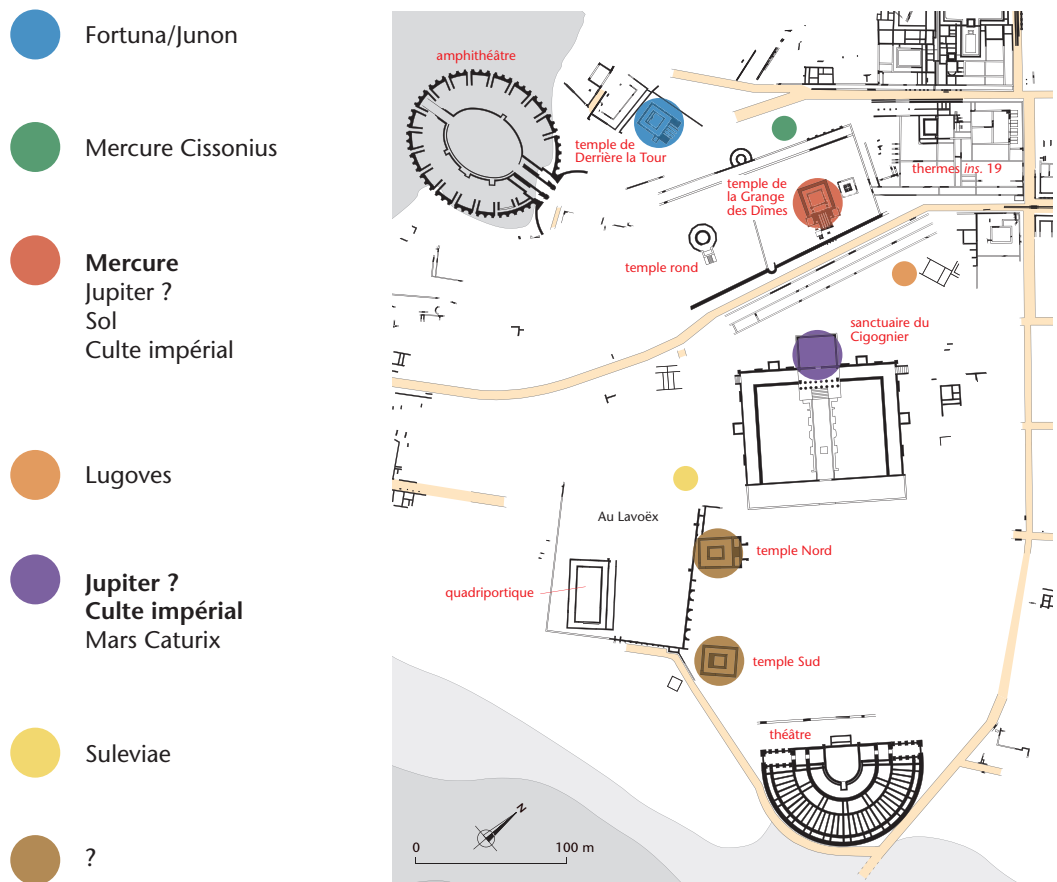 Fortuna/Junon
Mercure Cissonius
Mercure
Jupiter ?
Sol
Culte impérial
Lugoves
Jupiter ?
Culte impérial
Mars Caturix
Suleviae
?
amphithéâtre
temple de
Derrière la Tour
thermes ins. 19
temple de
la Grange
des Dîmes
temple rond
sanctuaire du
Cigognier
Au Lavoëx
temple Nord
quadriportique
temple Sud
théâtre
N
0 100 m